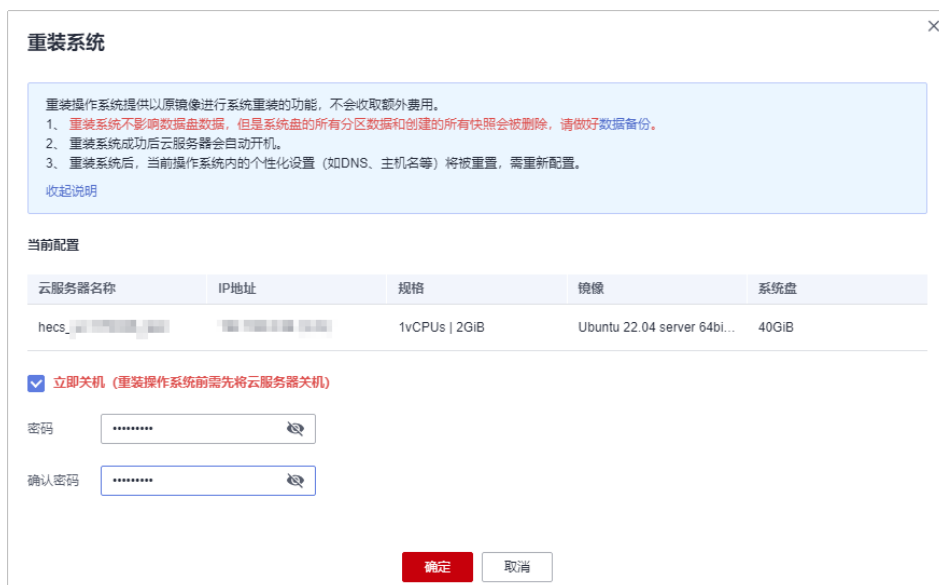 重装系统
重装操作系统提供以原镜像进行系统重装的功能，不会收取额外费用。
1、 重装系统不影响数据盘数据，但是系统盘的所有分区数据和创建的所有快照会被删除，请做好数据备份。
2、 重装系统成功后云服务器会自动开机。
3、 重装系统后，当前操作系统内的个性化设置（如DNS、主机名等）将被重置，需重新配置。
收起说明
当前配置
云服务器名称 IP地址 规格 镜像 系统盘
hecs_ 1vCPUs | 2GiB Ubuntu 22.04 server 64bi... 40GiB
立即关机（重装操作系统前需先将云服务器关机）
密码 •••••••••
确认密码 •••••••••
确定 取消